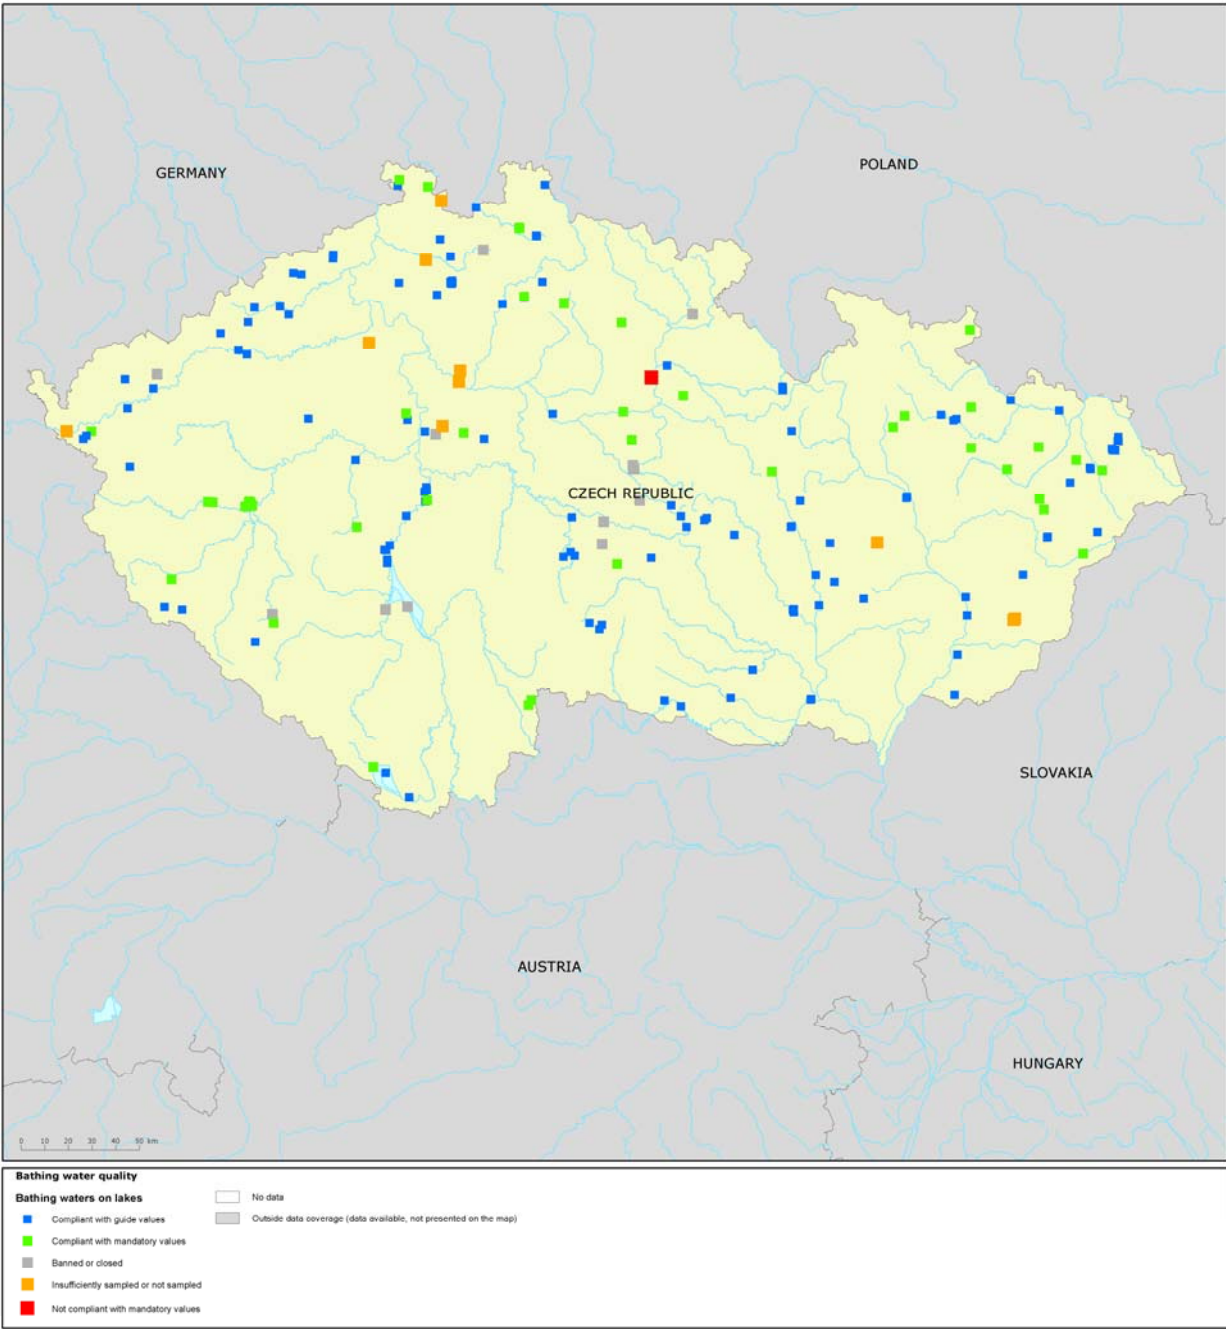 GERMANY
POLAND
CZECH REPUBLIC
SLOVAKIA
AUSTRIA
HUNGARY
0 10 20 30 40 50 km
Bathing water quality
Bathing waters on lakes
Compliant with guide values
Compliant with mandatory values
Banned or closed
Insufficiently sampled or not sampled
Not compliant with mandatory values
No data
Outside data coverage (data available, not presented on the map)